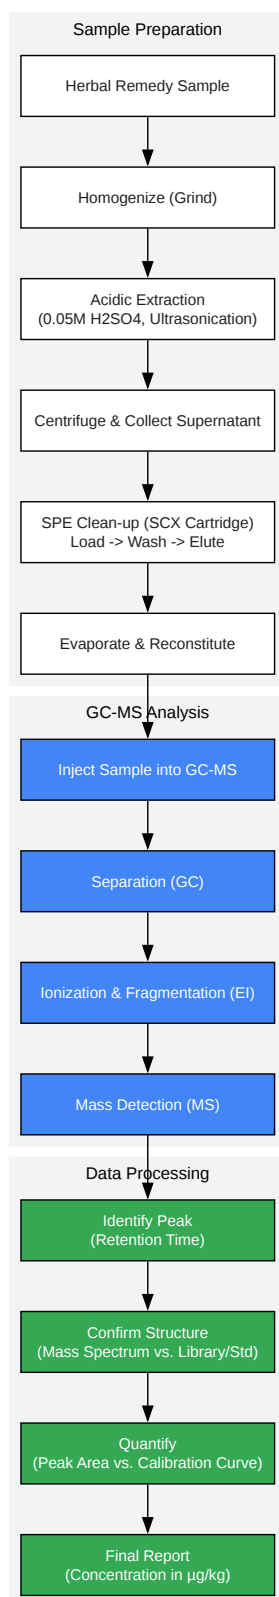 Sample Preparation
Herbal Remedy Sample
Homogenize (Grind)
Acidic Extraction
(0.05M H2SO4, Ultrasonication)
Centrifuge & Collect Supernatant
SPE Clean-up (SCX Cartridge)
Load -> Wash -> Elute
Evaporate & Reconstitute
GC-MS Analysis
Inject Sample into GC-MS
Separation (GC)
Ionization & Fragmentation (EI)
Mass Detection (MS)
Data Processing
Identify Peak
(Retention Time)
Confirm Structure
(Mass Spectrum vs. Library/Std)
Quantify
(Peak Area vs. Calibration Curve)
Final Report
(Concentration in µg/kg)